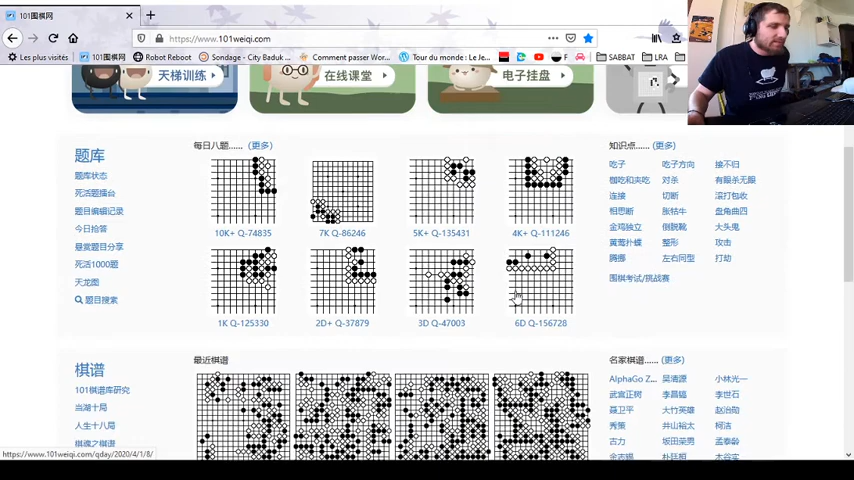 101围棋网
https://www.101weiqi.com
Les plus visités 101围棋网 Robot Reboot Sondage - City Baduk ... Comment passer Wor... Tour du monde : Le Je... F SABBAT LRA
天梯训练 在线课堂 电子挂盘
题库
题库状态
死活题擂台
题目编辑记录
今日抢答
悬赏题目分享
死活1000题
天龙图
题目搜索
每日八题...... (更多)
10K+ Q-74835 7K Q-86246 5K+ Q-135431 4K+ Q-111246
1K Q-125330 2D+ Q-37879 3D Q-47003 6D Q-156728
知识点...... (更多)
吃子 吃子方向 接不归
枷吃和夹吃 对杀 有眼杀无眼
连接 切断 滚打包收
相思断 胀牯牛 盘角曲四
金鸡独立 倒脱靴 大头鬼
黄莺扑蝶 整形 攻击
腾挪 左右同型 打劫
围棋考试/挑战赛
棋谱
101棋谱库研究
当湖十局
人生十八局
棋魂之棋谱
最近棋谱
名家棋谱...... (更多)
AlphaGo Z... 吴清源 小林光一
武宫正树 李昌镐 李世石
聂卫平 大竹英雄 赵治勋
秀策 井山裕太 柯洁
古力 坂田荣男 孟泰龄
https://www.101weiqi.com/qday/2020/4/1/8/